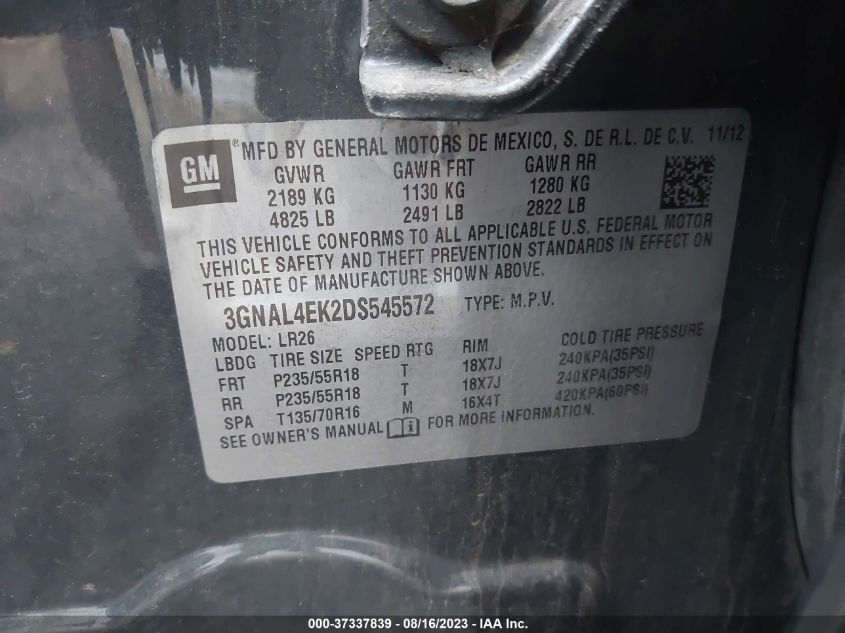 GM ® MFD BY GENERAL MOTORS DE MEXICO, S. DE R.L. DE C.V. 11/12
GVWR GAWR FRT GAWR RR
2189 KG 1130 KG 1280 KG
4825 LB 2491 LB 2822 LB
THIS VEHICLE CONFORMS TO ALL APPLICABLE U.S. FEDERAL MOTOR
VEHICLE SAFETY AND THEFT PREVENTION STANDARDS IN EFFECT ON
THE DATE OF MANUFACTURE SHOWN ABOVE.
3GNAL4EK2DS545572 TYPE: M.P.V.
MODEL: LR26
LBDG TIRE SIZE SPEED RTG RIM COLD TIRE PRESSURE
FRT P235/55R18 T 18X7J 240KPA(35PSI)
RR P235/55R18 T 18X7J 240KPA(35PSI)
SPA T135/70R16 M 16X4T 420KPA(60PSI)
SEE OWNER'S MANUAL FOR MORE INFORMATION.
000-37337839 - 08/16/2023 - IAA Inc.